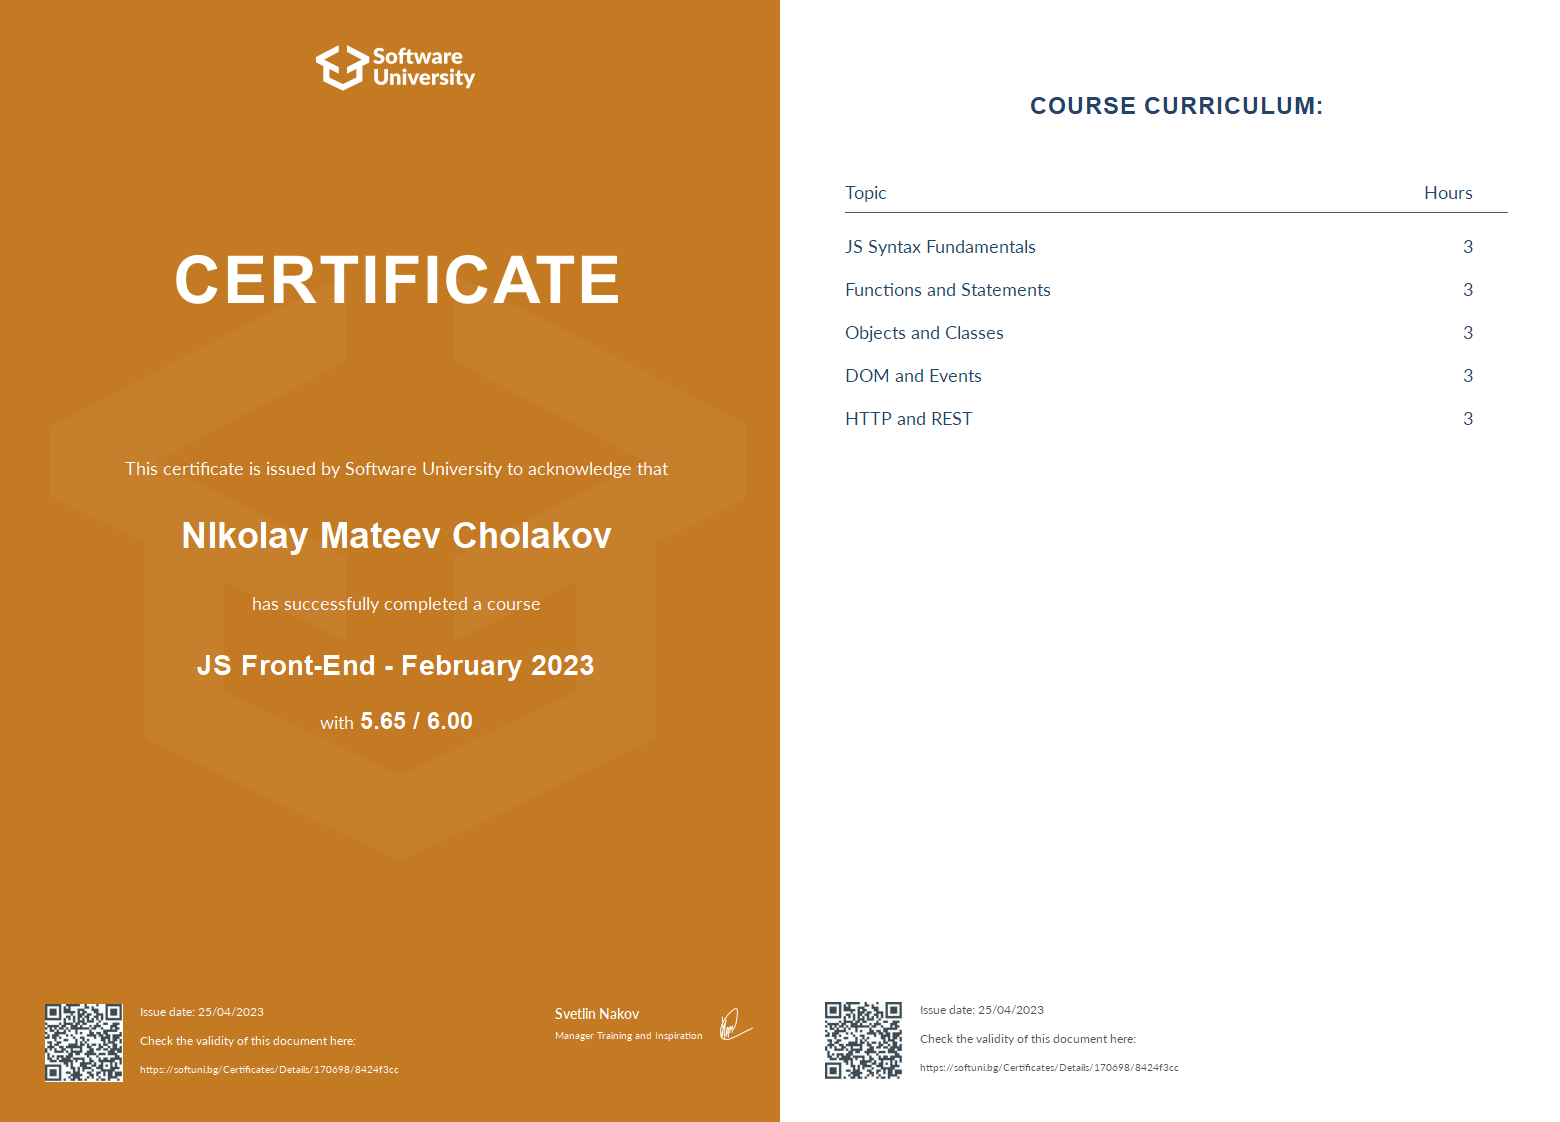 Software
University
CERTIFICATE
This certificate is issued by Software University to acknowledge that
NIkolay Mateev Cholakov
has successfully completed a course
JS Front-End - February 2023
with 5.65 / 6.00
Issue date: 25/04/2023
Check the validity of this document here:
https://softuni.bg/Certificates/Details/170698/8424f3cc
Svetlin Nakov
Manager Training and Inspiration
COURSE CURRICULUM:
Topic Hours
JS Syntax Fundamentals 3
Functions and Statements 3
Objects and Classes 3
DOM and Events 3
HTTP and REST 3
Issue date: 25/04/2023
Check the validity of this document here:
https://softuni.bg/Certificates/Details/170698/8424f3cc